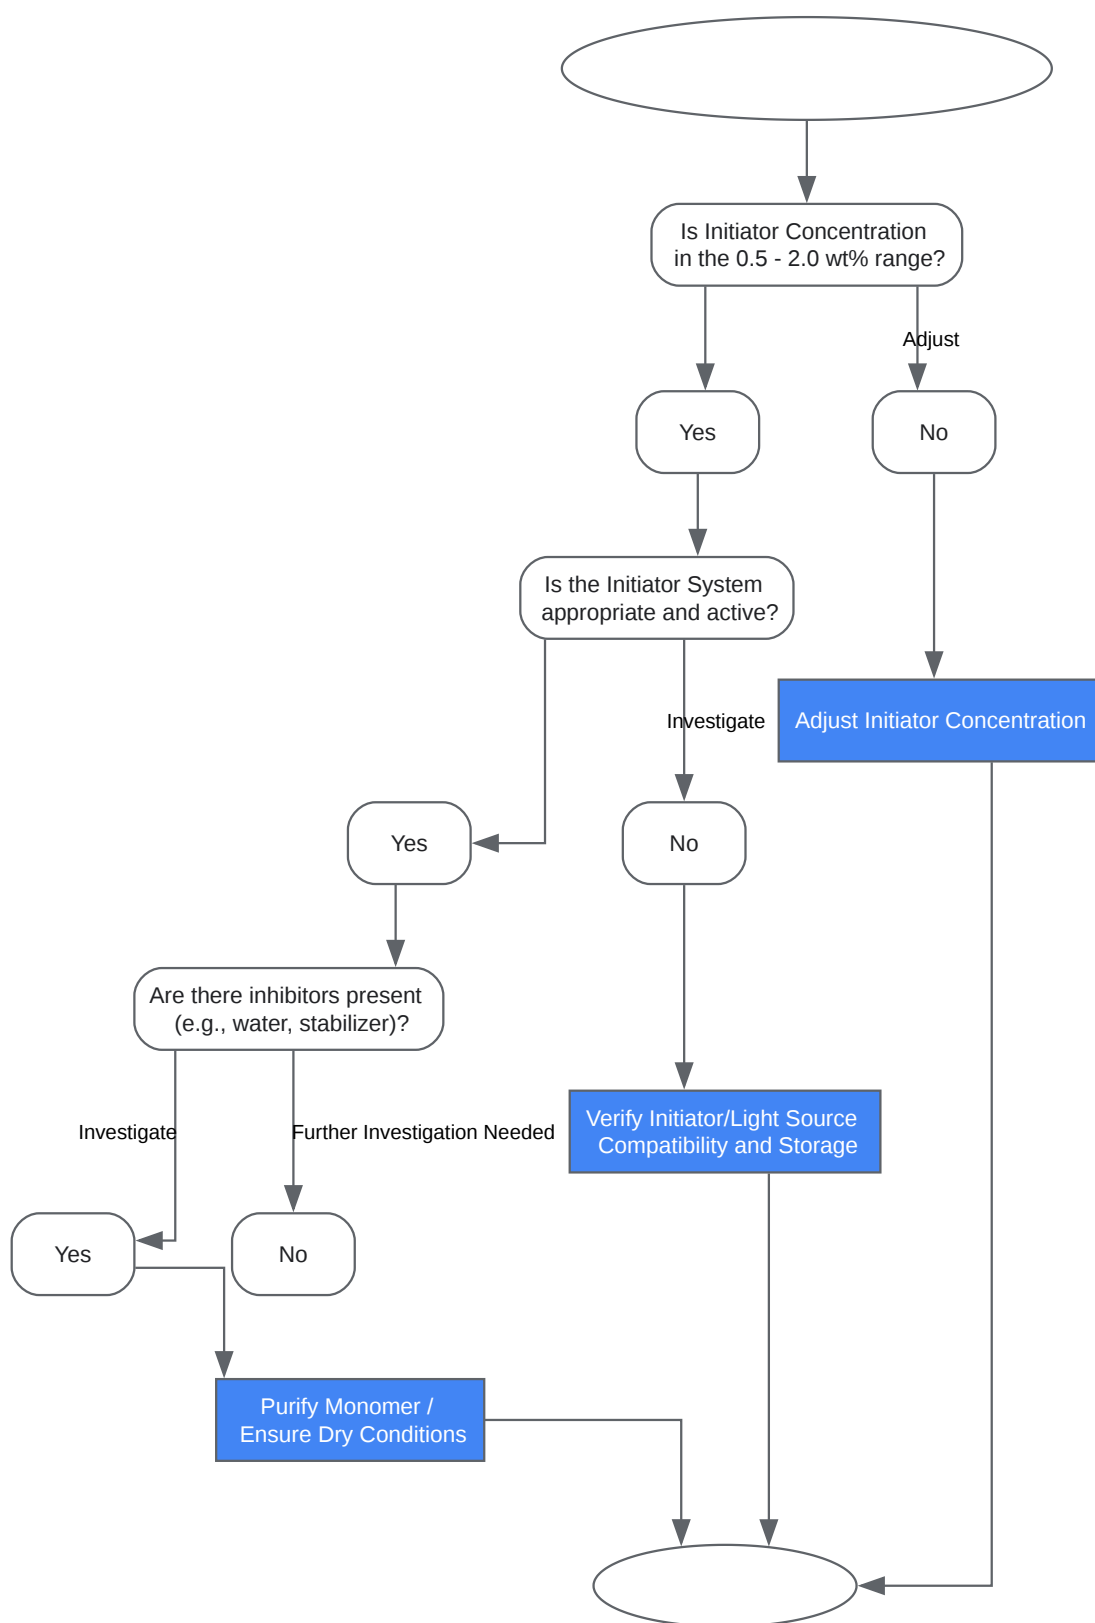 Is Initiator Concentration
in the 0.5 - 2.0 wt% range?
Adjust
Yes
No
Is the Initiator System
appropriate and active?
Investigate
Adjust Initiator Concentration
Yes
No
Are there inhibitors present
(e.g., water, stabilizer)?
Investigate
Further Investigation Needed
Verify Initiator/Light Source
Compatibility and Storage
Yes
No
Purify Monomer /
Ensure Dry Conditions